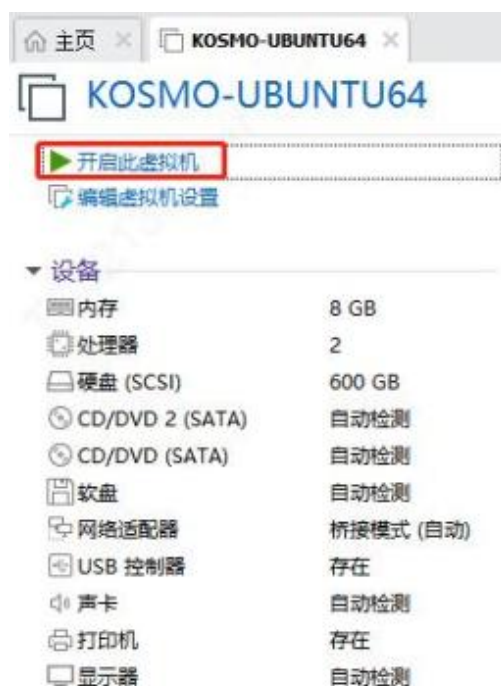 主页 KOSMO-UBUNTU64
KOSMO-UBUNTU64
开启此虚拟机
编辑虚拟机设置
设备
内存 8 GB
处理器 2
硬盘 (SCSI) 600 GB
CD/DVD 2 (SATA) 自动检测
CD/DVD (SATA) 自动检测
软盘 自动检测
网络适配器 桥接模式 (自动)
USB 控制器 存在
声卡 自动检测
打印机 存在
显示器 自动检测